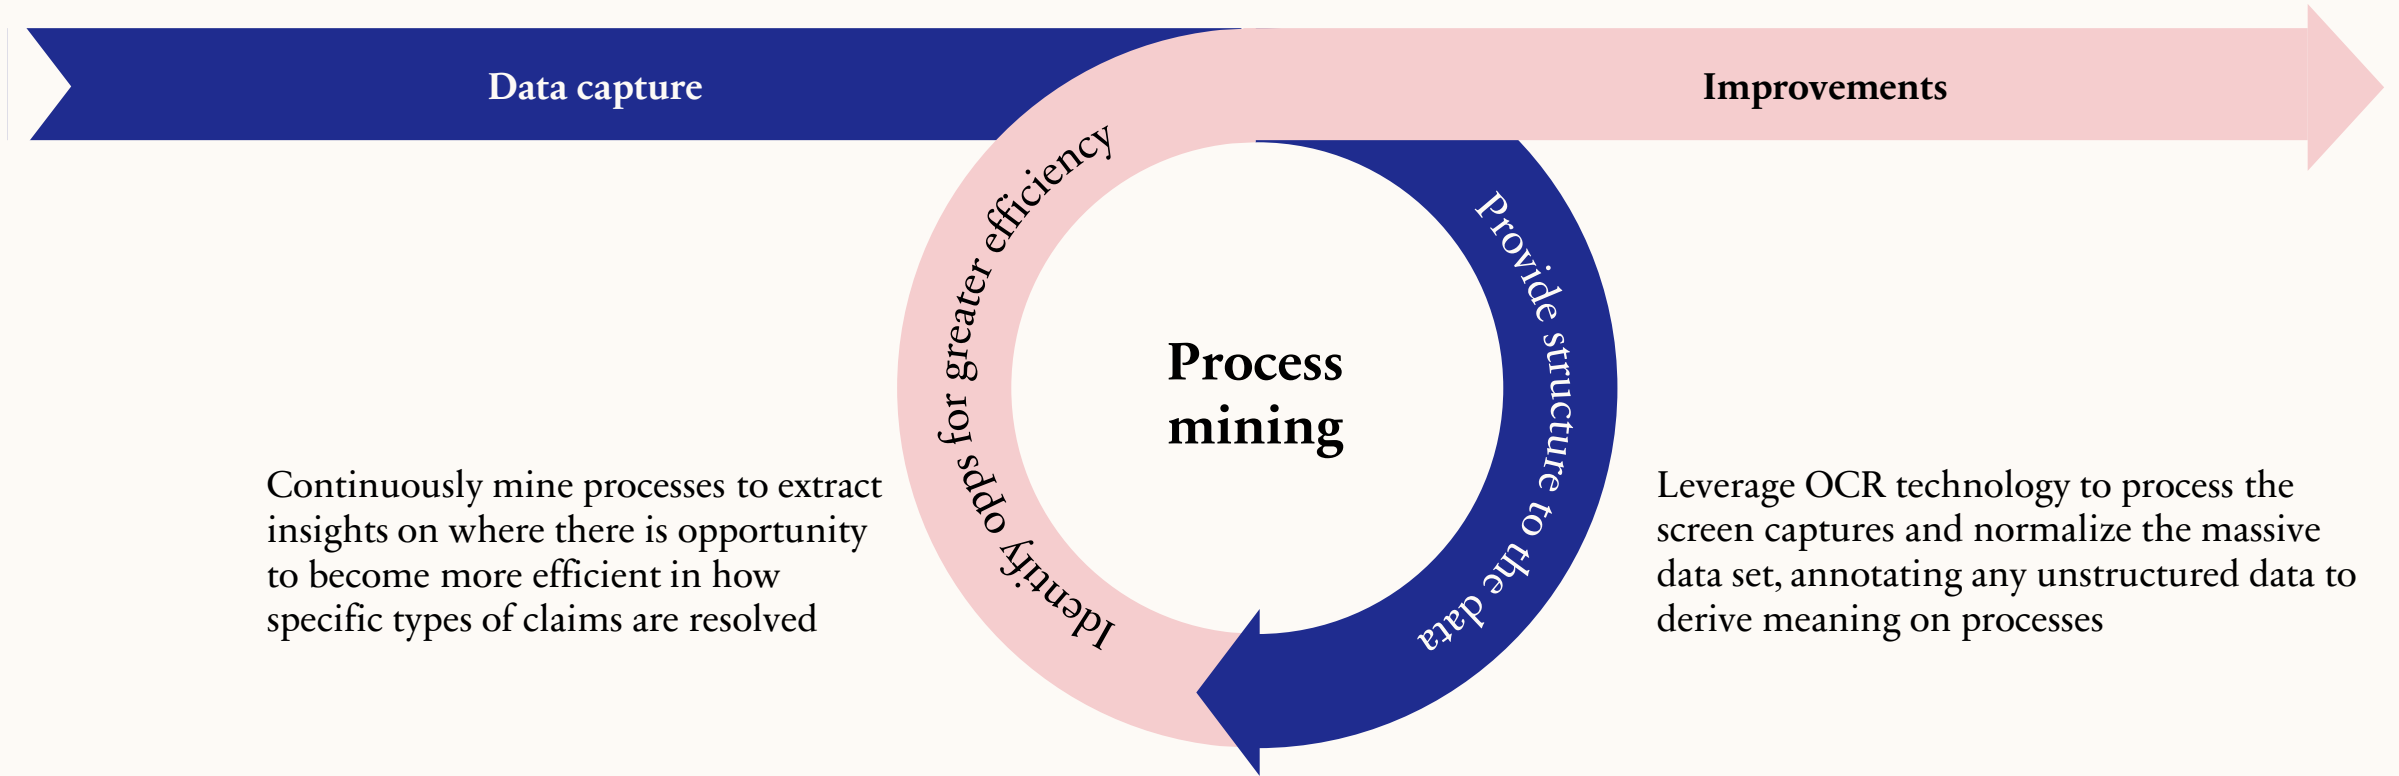 Data capture
Improvements
Identify opps for greater efficiency
Provide structure to the data
Process
mining
Continuously mine processes to extract
insights on where there is opportunity
to become more efficient in how
specific types of claims are resolved
Leverage OCR technology to process the
screen captures and normalize the massive
data set, annotating any unstructured data to
derive meaning on processes